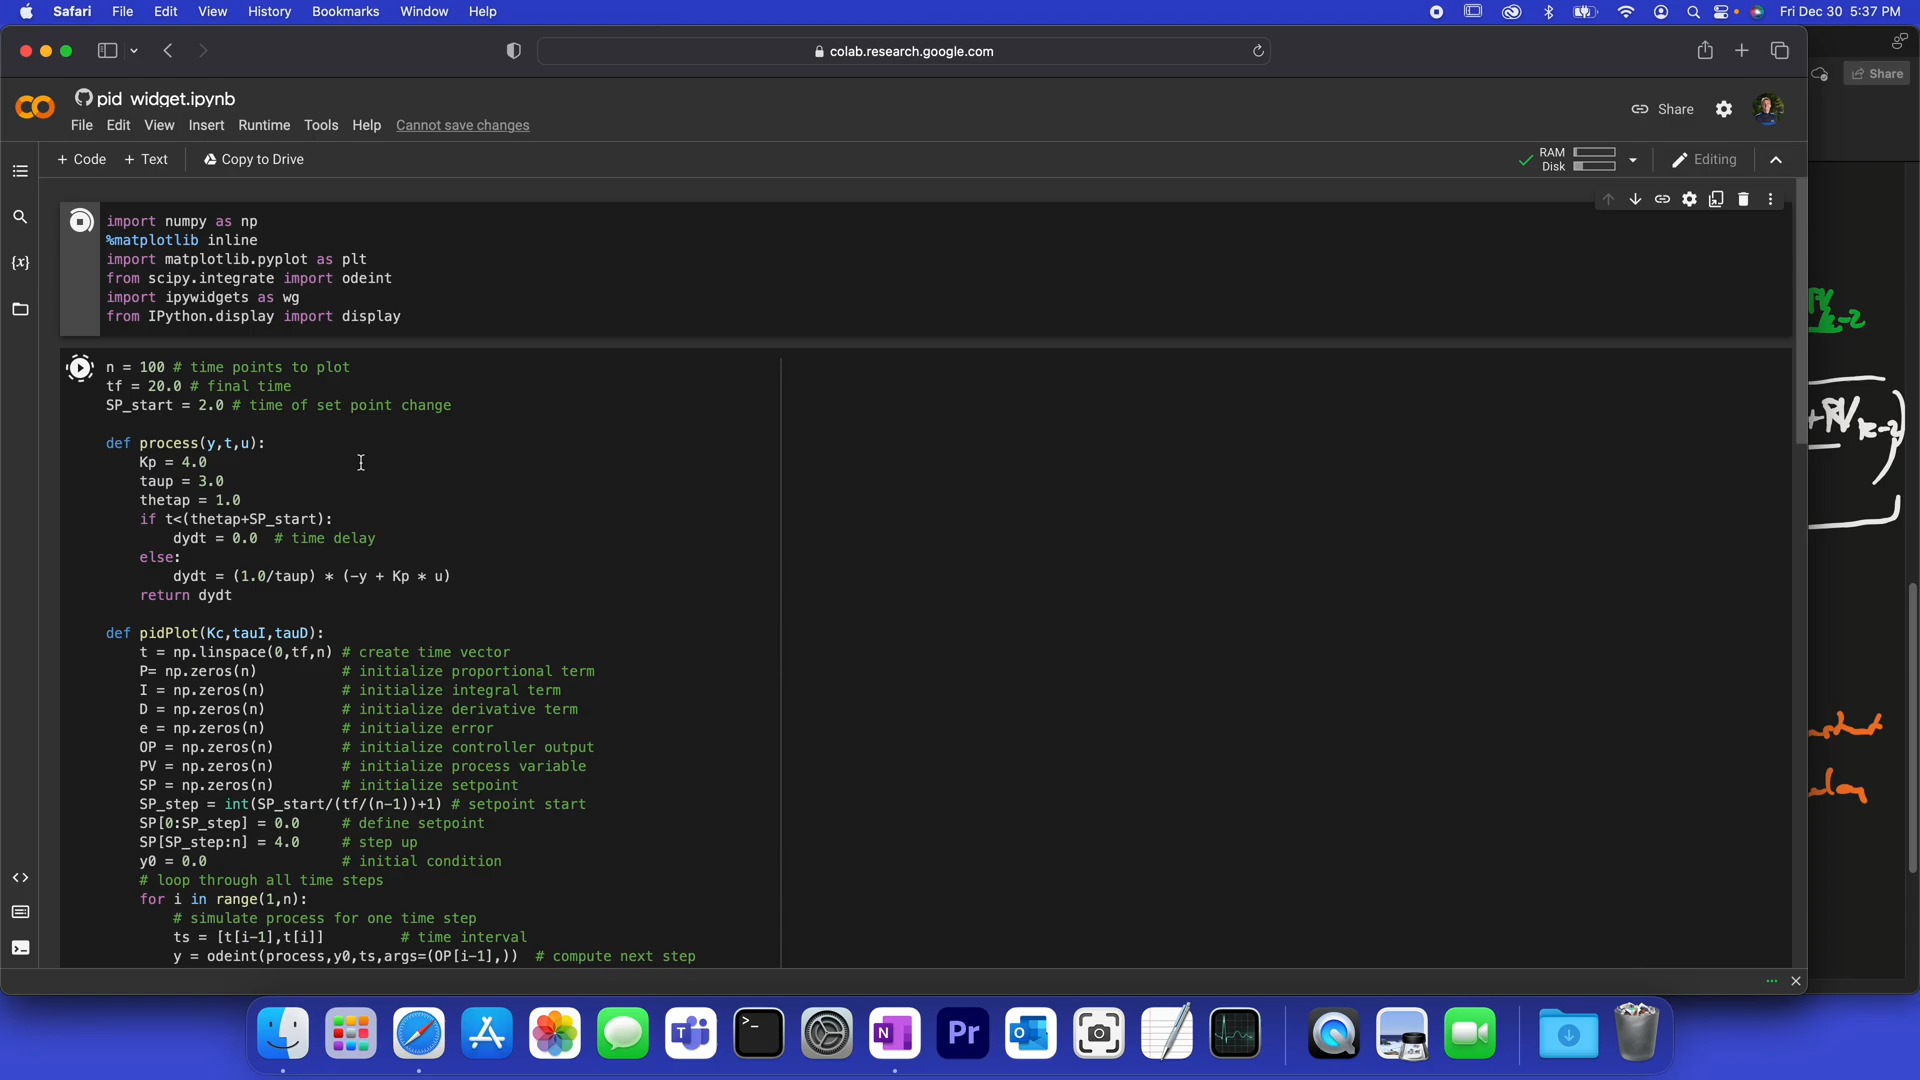 Safari File Edit View History Bookmarks Window Help Fri Dec 30 5:37 PM
colab.research.google.com
Share
pid_widget.ipynb
File Edit View Insert Runtime Tools Help Cannot save changes
Share
+ Code + Text Copy to Drive
RAM
Disk
Editing
import numpy as np
%matplotlib inline
import matplotlib.pyplot as plt
from scipy.integrate import odeint
import ipywidgets as wg
from IPython.display import display
n = 100 # time points to plot
tf = 20.0 # final time
SP_start = 2.0 # time of set point change
def process(y,t,u):
Kp = 4.0
taup = 3.0
thetap = 1.0
if t<(thetap+SP_start):
dydt = 0.0 # time delay
else:
dydt = (1.0/taup) * (-y + Kp * u)
return dydt
def pidPlot(Kc,tauI,tauD):
t = np.linspace(0,tf,n) # create time vector
P= np.zeros(n) # initialize proportional term
I = np.zeros(n) # initialize integral term
D = np.zeros(n) # initialize derivative term
e = np.zeros(n) # initialize error
OP = np.zeros(n) # initialize controller output
PV = np.zeros(n) # initialize process variable
SP = np.zeros(n) # initialize setpoint
SP_step = int(SP_start/(tf/(n-1))+1) # setpoint start
SP[0:SP_step] = 0.0 # define setpoint
SP[SP_step:n] = 4.0 # step up
y0 = 0.0 # initial condition
# loop through all time steps
for i in range(1,n):
# simulate process for one time step
ts = [t[i-1],t[i]] # time interval
y = odeint(process,y0,ts,args=(OP[i-1],)) # compute next step
{x}
Pr